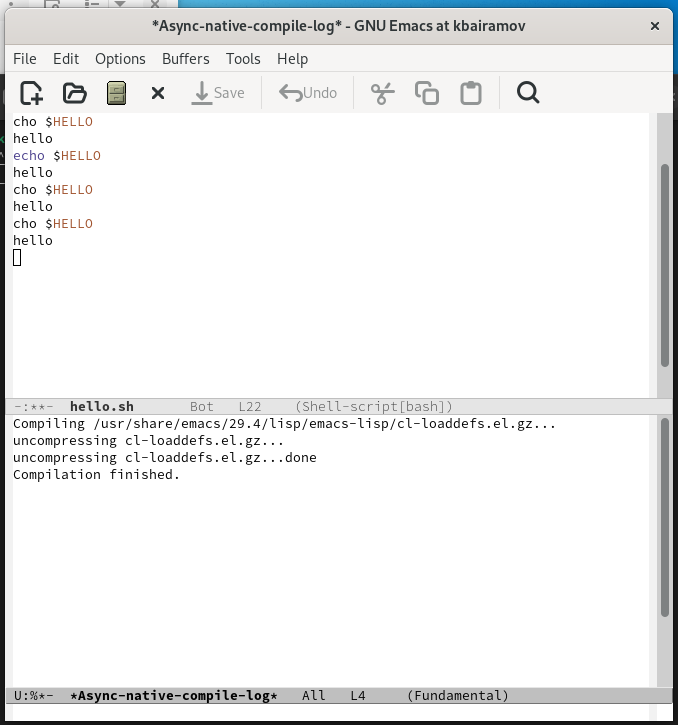 *Async-native-compile-log* - GNU Emacs at kbairamov
File Edit Options Buffers Tools Help
Save Undo
cho $HELLO
hello
echo $HELLO
hello
cho $HELLO
hello
cho $HELLO
hello
-:**- hello.sh Bot L22 (Shell-script[bash])
Compiling /usr/share/emacs/29.4/lisp/emacs-lisp/cl-loaddefs.el.gz...
uncompressing cl-loaddefs.el.gz...
uncompressing cl-loaddefs.el.gz...done
Compilation finished.
U:%*- *Async-native-compile-log* All L4 (Fundamental)